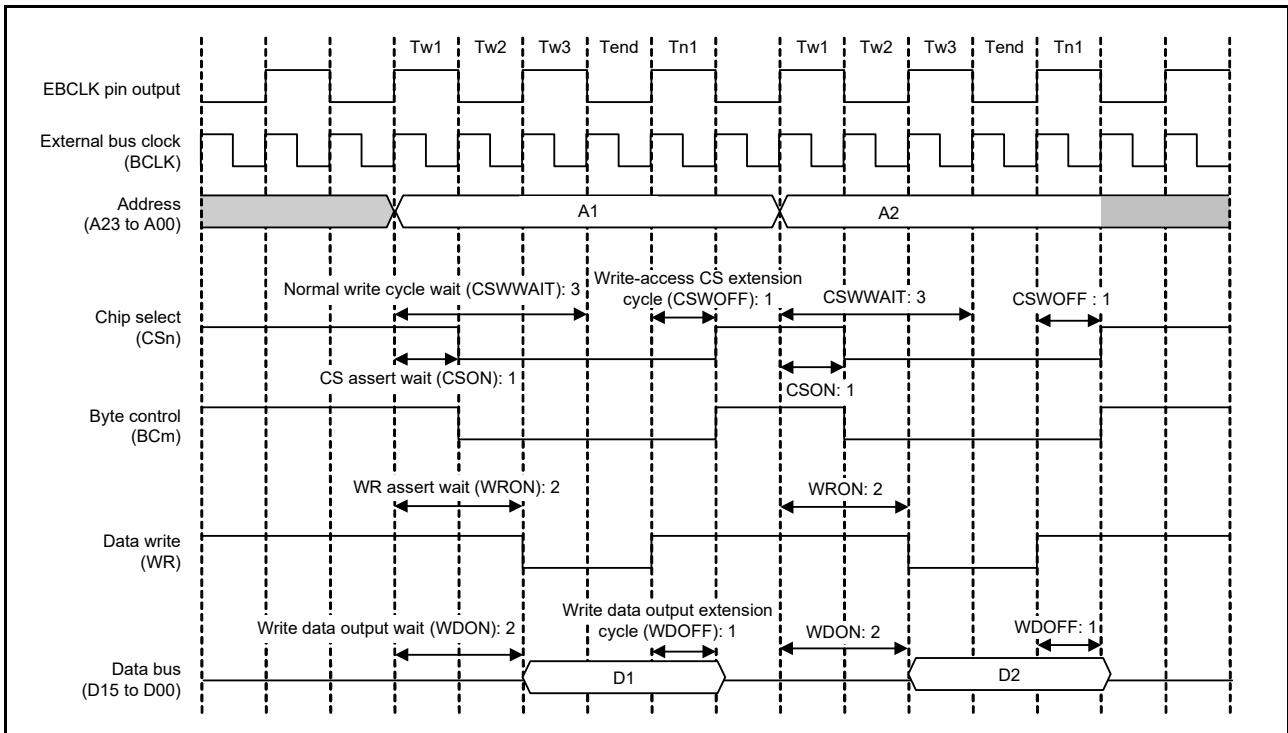 Tw1 Tw2 Tw3 Tend Tn1 Tw1 Tw2 Tw3 Tend Tn1
EBCLK pin output
External bus clock
(BCLK)
Address
(A23 to A00)
A1
A2
Normal write cycle wait (CSWWAIT): 3
Write-access CS extension
cycle (CSWOFF): 1
CSWWAIT: 3
CSWOFF : 1
Chip select
(CSn)
CS assert wait (CSON): 1
CSON: 1
Byte control
(BCm)
WR assert wait (WRON): 2
WRON: 2
Data write
(WR)
Write data output wait (WDON): 2
Write data output extension
cycle (WDOFF): 1
WDON: 2
WDOFF: 1
Data bus
(D15 to D00)
D1
D2